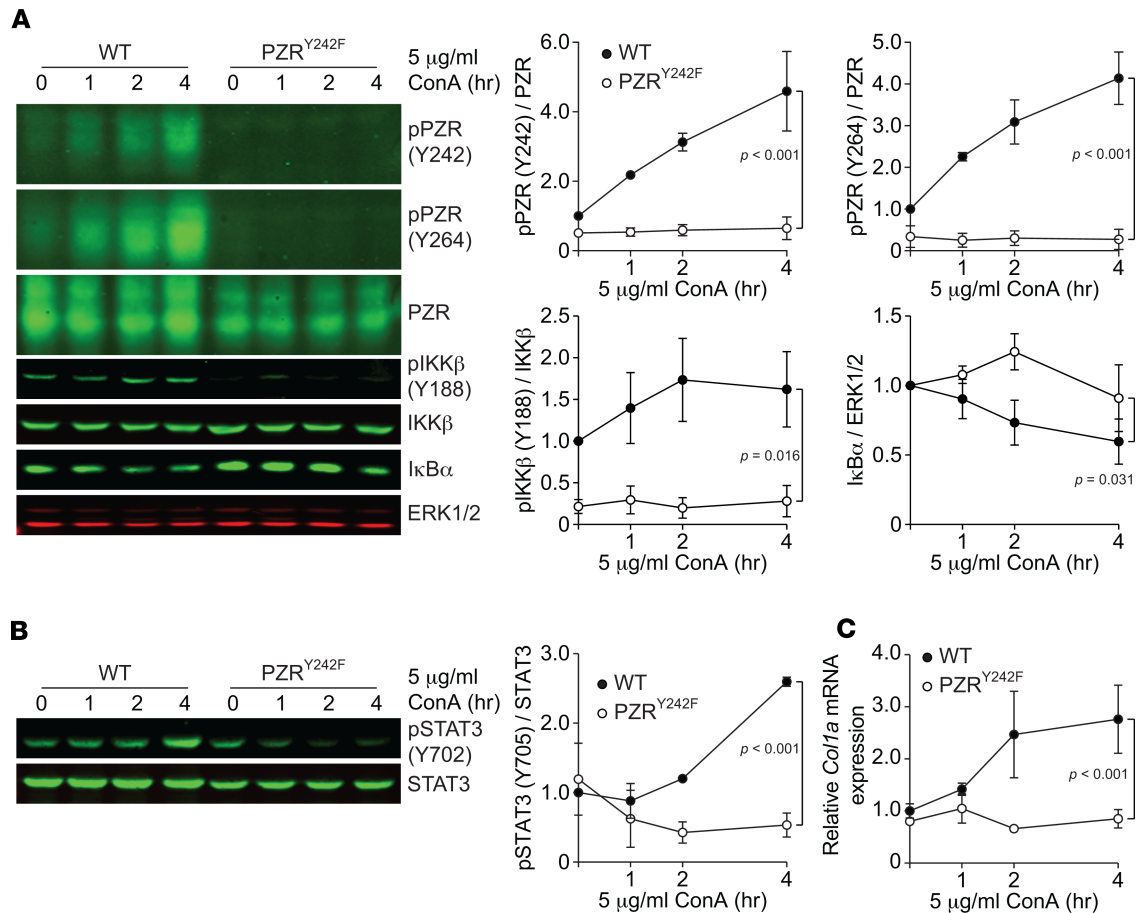 A
WT PZR^Y242F 5 μg/ml
0 1 2 4 0 1 2 4 ConA (hr)
pPZR
(Y242)
pPZR
(Y264)
PZR
pIKKβ
(Y188)
IKKβ
IκBα
ERK1/2
pPZR (Y242) / PZR
6.0
4.0
2.0
0
WT
PZR^Y242F
p < 0.001
1 2 4
5 μg/ml ConA (hr)
pPZR (Y264) / PZR
5.0
4.0
3.0
2.0
1.0
0
p < 0.001
1 2 4
5 μg/ml ConA (hr)
pIKKβ (Y188) / IKKβ
2.5
2.0
1.5
1.0
0.5
0
p = 0.016
1 2 4
5 μg/ml ConA (hr)
IκBα / ERK1/2
1.5
1.0
0.5
0
p = 0.031
1 2 4
5 μg/ml ConA (hr)
B
WT PZR^Y242F 5 μg/ml
0 1 2 4 0 1 2 4 ConA (hr)
pSTAT3
(Y702)
STAT3
pSTAT3 (Y705) / STAT3
3.0
2.0
1.0
0
WT
PZR^Y242F
p < 0.001
1 2 4
5 μg/ml ConA (hr)
C
Relative Col1a mRNA
expression
4.0
3.0
2.0
1.0
0
WT
PZR^Y242F
p < 0.001
1 2 4
5 μg/ml ConA (hr)